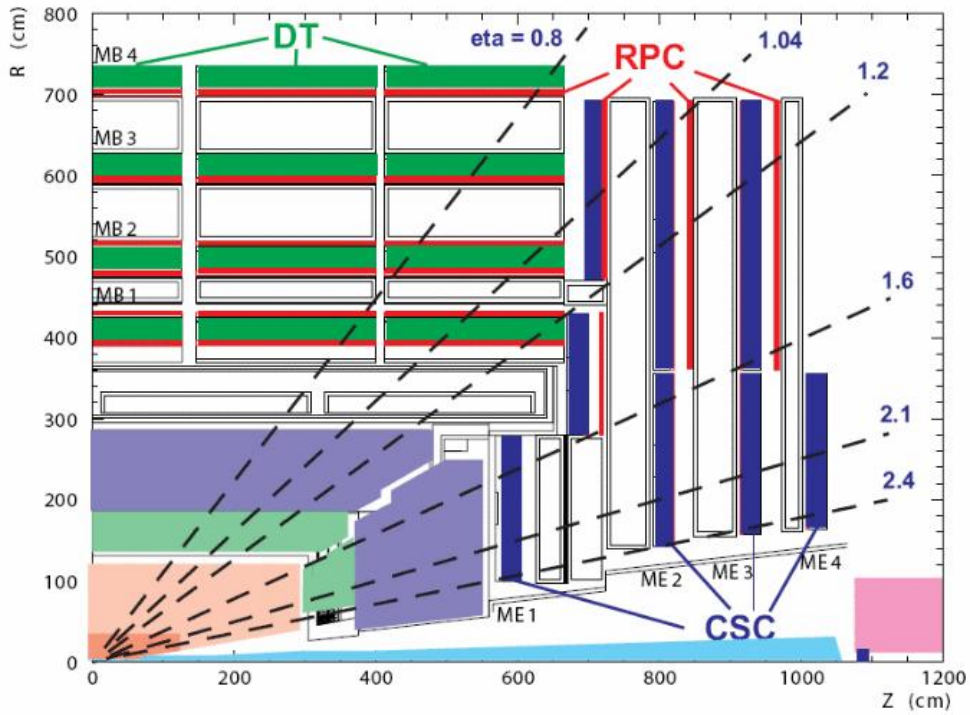 R (cm)
800
700
600
500
400
300
200
100
0
MB 4
MB 3
MB 2
MB 1
DT
eta = 0.8
1.04
RPC
1.2
1.6
2.1
2.4
ME 1
ME 2
ME 3
ME 4
CSC
0
200
400
600
800
1000
1200
Z (cm)